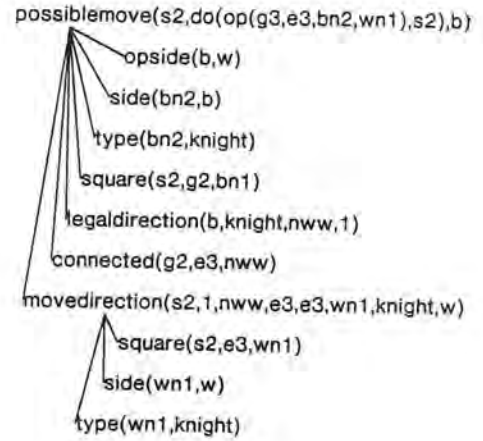 possiblemove(s2,do(op(g3,e3,bn2,wn1),s2),b)
opside(b,w)
side(bn2,b)
type(bn2,knight)
square(s2,g2,bn1)
legaldirection(b,knight,nww,1)
connected(g2,e3,nww)
movedirection(s2,1,nww,e3,e3,wn1,knight,w)
square(s2,e3,wn1)
side(wn1,w)
type(wn1,knight)